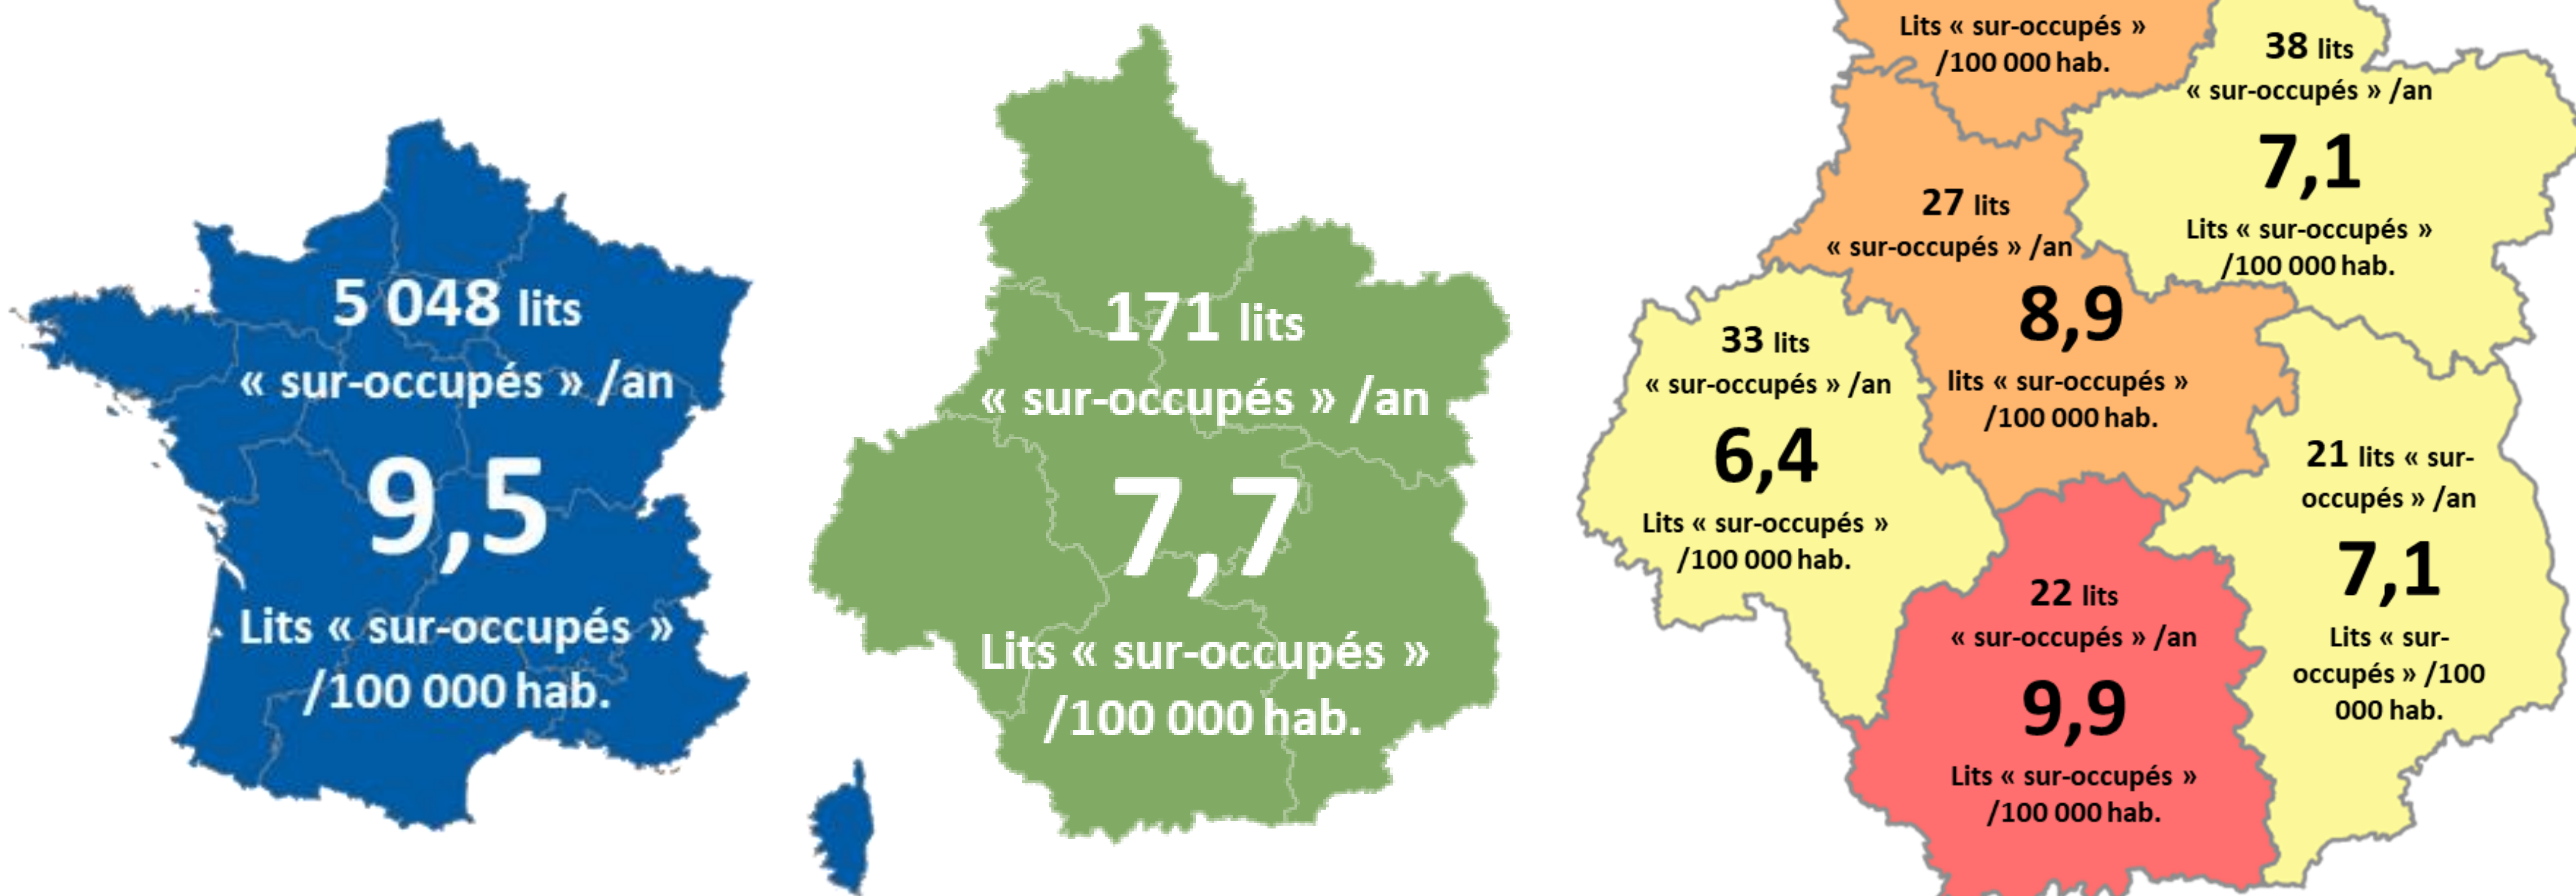 5 048 lits
« sur-occupés » /an
9,5
Lits « sur-occupés »
/100 000 hab.
171 lits
« sur-occupés » /an
7,7
Lits « sur-occupés »
/100 000 hab.
Lits « sur-occupés »
/100 000 hab.
38 lits
« sur-occupés » /an
7,1
Lits « sur-occupés »
/100 000 hab.
27 lits
« sur-occupés » /an
8,9
lits « sur-occupés »
/100 000 hab.
33 lits
« sur-occupés » /an
6,4
Lits « sur-occupés »
/100 000 hab.
21 lits « sur-
occupés » /an
7,1
Lits « sur-
occupés » /100
000 hab.
22 lits
« sur-occupés » /an
9,9
Lits « sur-occupés »
/100 000 hab.